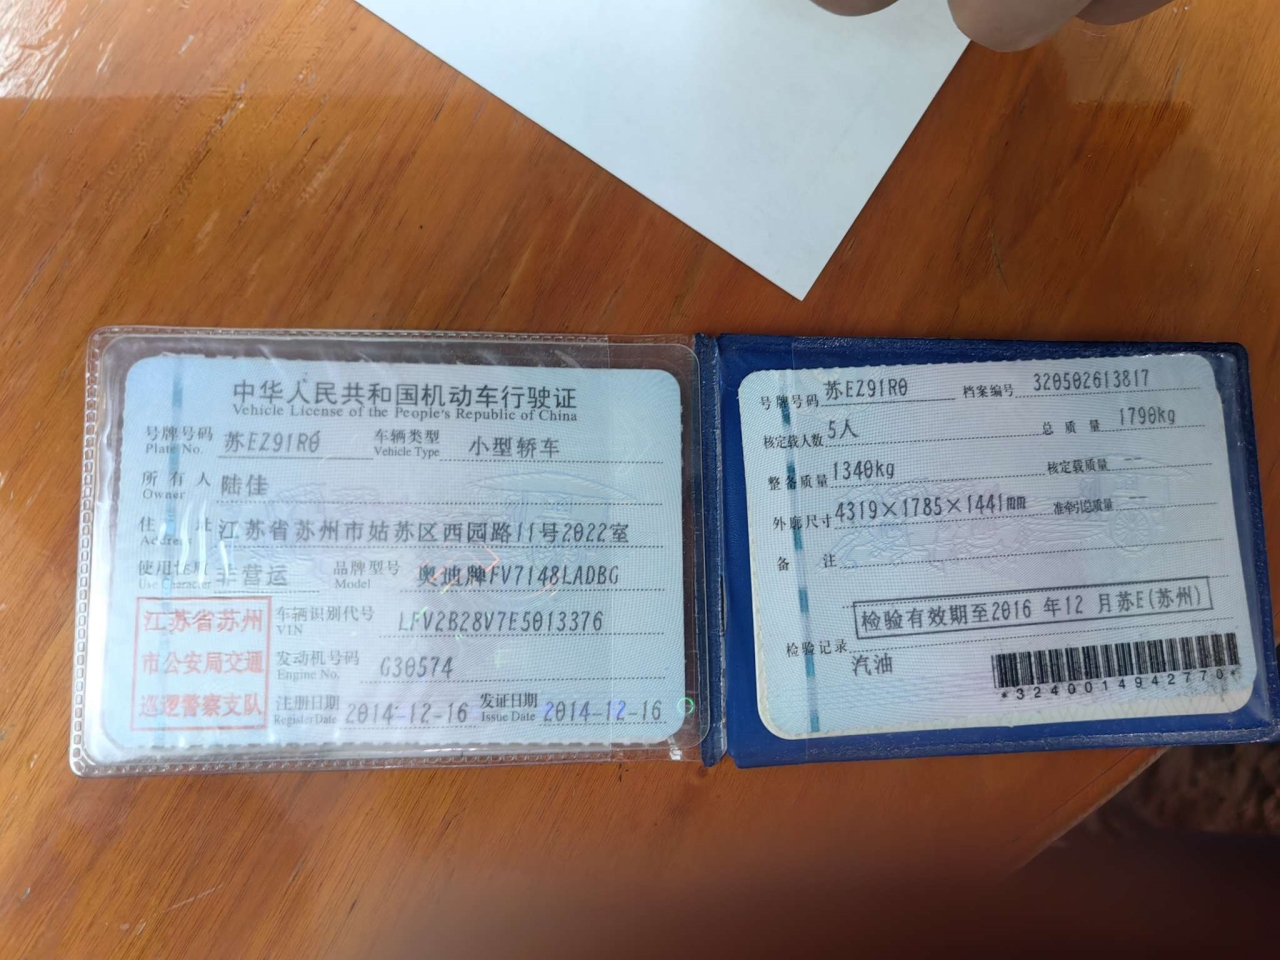 中华人民共和国机动车行驶证
Vehicle License of the People's Republic of China
号牌号码 苏EZ91R0 车辆类型 小型轿车
Plate No. Vehicle Type
所有人 陆佳
Owner
住址 江苏省苏州市姑苏区西园路11号2022室
Address
使用性质 非营运 品牌型号 奥迪牌FV7148LADBG
Use Character Model
江苏省苏州
市公安局交通
巡逻警察支队
车辆识别代号 LFV2B28V7E5013376
VIN
发动机号码 G30574
Engine No.
注册日期 2014-12-16 发证日期 2014-12-16
Register Date Issue Date
号牌号码 苏EZ91R0 档案编号 320502613817
核定载人数 5人 总质量 1790kg
整备质量 1340kg 核定载质量 --
外廓尺寸 4319×1785×1441mm 准牵引总质量 --
备注
检验有效期至2016 年12 月苏E(苏州)
检验记录
汽油
*3240014942770*